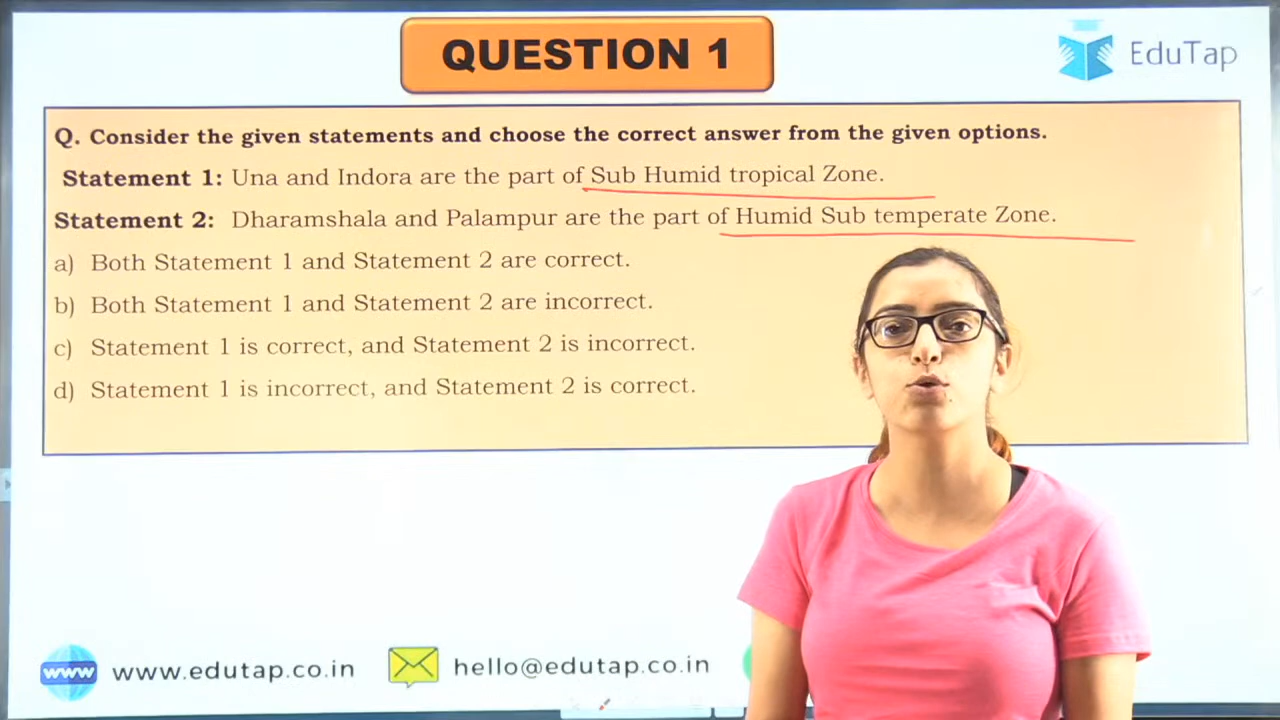 QUESTION 1
EduTap
Q. Consider the given statements and choose the correct answer from the given options.
Statement 1: Una and Indora are the part of Sub Humid tropical Zone.
Statement 2: Dharamshala and Palampur are the part of Humid Sub temperate Zone.
a) Both Statement 1 and Statement 2 are correct.
b) Both Statement 1 and Statement 2 are incorrect.
c) Statement 1 is correct, and Statement 2 is incorrect.
d) Statement 1 is incorrect, and Statement 2 is correct.
www www.edutap.co.in hello@edutap.co.in